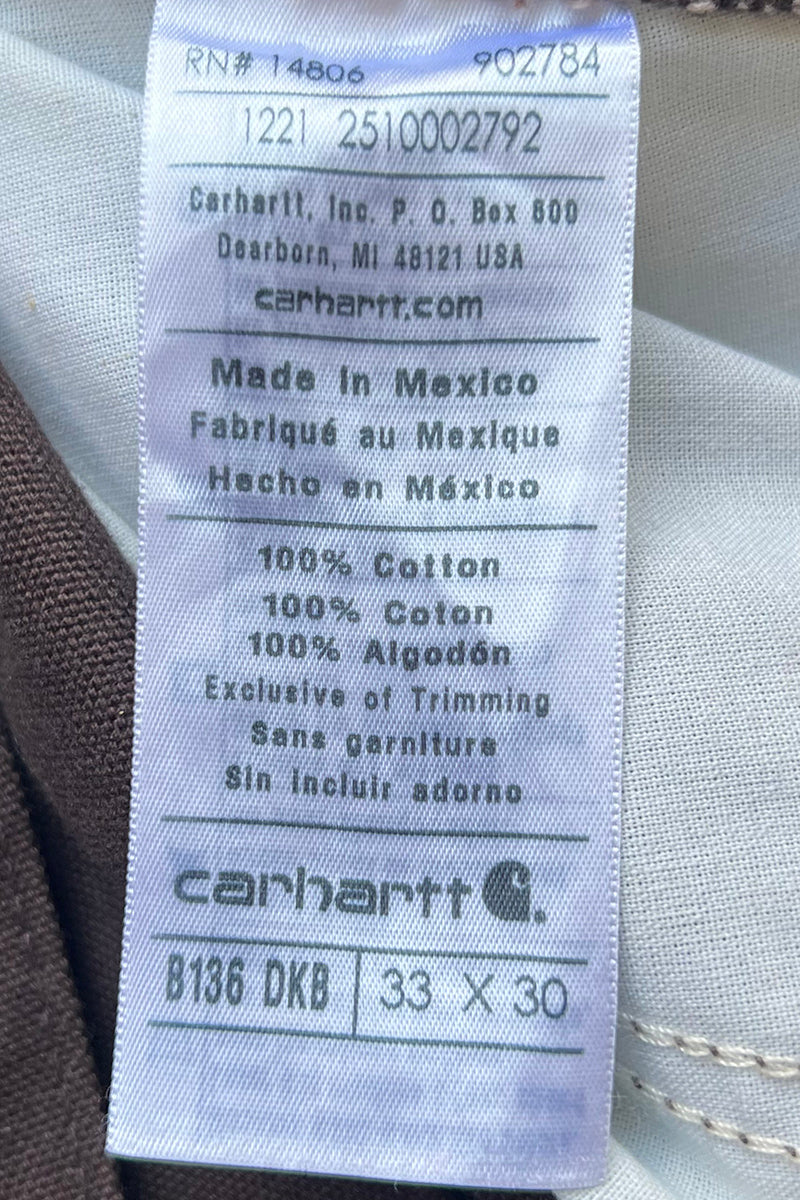 RN# 14806 902784
1221 2510002792
Carhartt, Inc. P. O. Box 600
Dearborn, MI 48121 USA
carhartt.com
Made in Mexico
Fabriqué au Mexique
Hecho en México
100% Cotton
100% Coton
100% Algodón
Exclusive of Trimming
Sans garniture
Sin incluir adorno
carhartt
B136 DKB 33 X 30